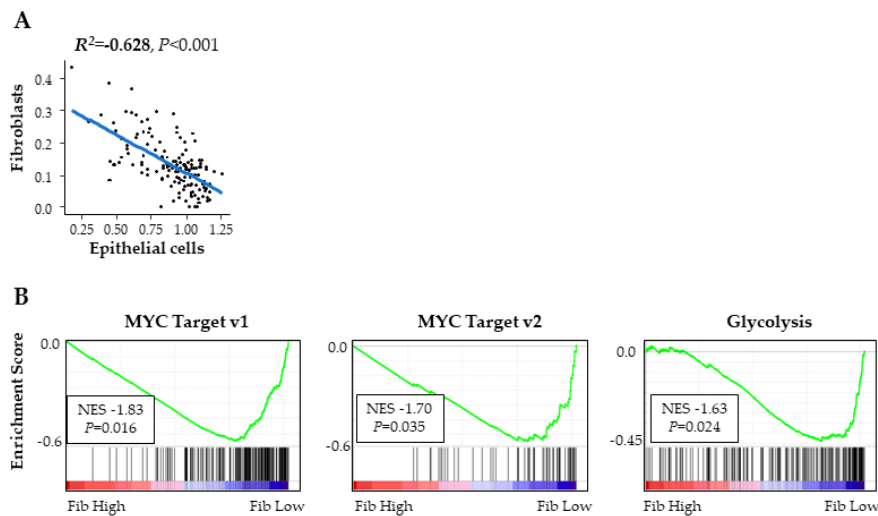 A
R²=-0.628, P<0.001
Fibroblasts
0.4
0.3
0.2
0.1
0.0
0.25 0.50 0.75 1.00 1.25
Epithelial cells
B
MYC Target v1
MYC Target v2
Glycolysis
Enrichment Score
0.0
NES -1.83
P=0.016
-0.6
Fib High Fib Low
0.0
NES -1.70
P=0.035
-0.6
Fib High Fib Low
0.0
NES -1.63
P=0.024
-0.45
Fib High Fib Low